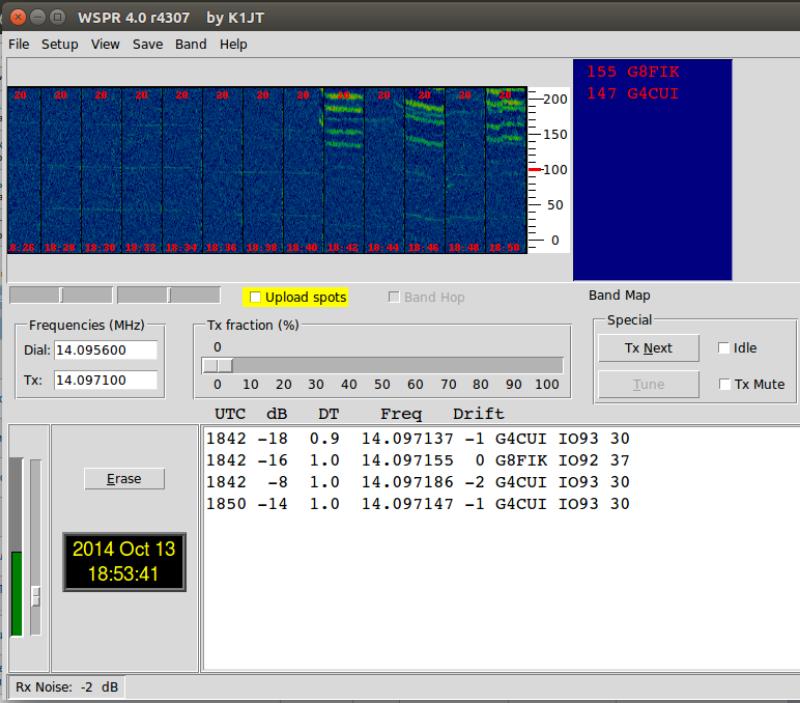 WSPR 4.0 r4307 by K1JT
File Setup View Save Band Help
155 G8FIK
147 G4CUI
20 20 20 20 20 20 20 20 20 20 20
200
150
100
50
0
18:28 18:30 18:32 18:34 18:36 18:38 18:40 18:42 18:44 18:46 18:48 18:50
Upload spots Band Hop Band Map
Frequencies (MHz) Tx fraction (%) Special
Dial: 14.095600
0
Tx Next Idle
Tx: 14.097100
0 10 20 30 40 50 60 70 80 90 100
Tune Tx Mute
UTC dB DT Freq Drift
1842 -18 0.9 14.097137 -1 G4CUI IO93 30
1842 -16 1.0 14.097155 0 G8FIK IO92 37
1842 -8 1.0 14.097186 -2 G4CUI IO93 30
1850 -14 1.0 14.097147 -1 G4CUI IO93 30
Erase
2014 Oct 13
18:53:41
Rx Noise: -2 dB